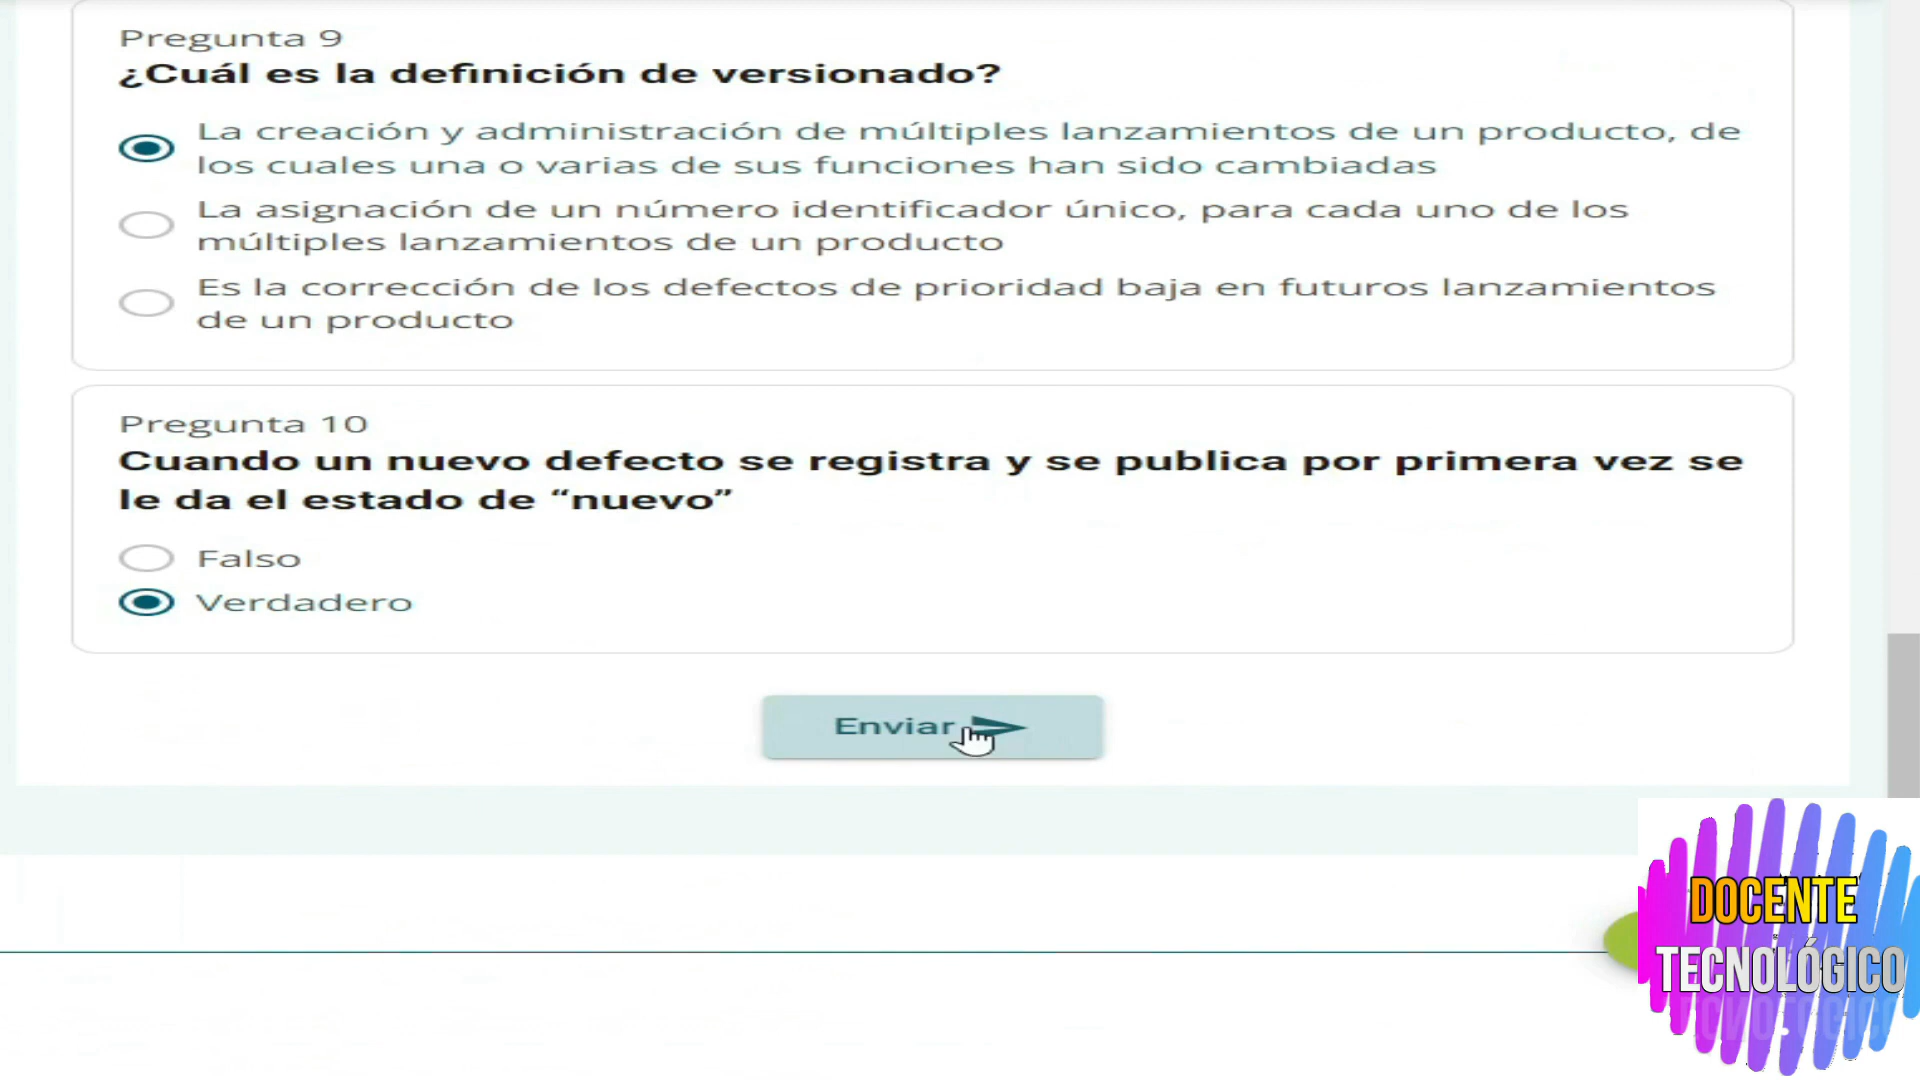 Pregunta 9
¿Cuál es la definición de versionado?
La creación y administración de múltiples lanzamientos de un producto, de
los cuales una o varias de sus funciones han sido cambiadas
La asignación de un número identificador único, para cada uno de los
múltiples lanzamientos de un producto
Es la corrección de los defectos de prioridad baja en futuros lanzamientos
de un producto
Pregunta 10
Cuando un nuevo defecto se registra y se publica por primera vez se
le da el estado de “nuevo”
Falso
Verdadero
Enviar
DOCENTE
TECNOLÓGICO